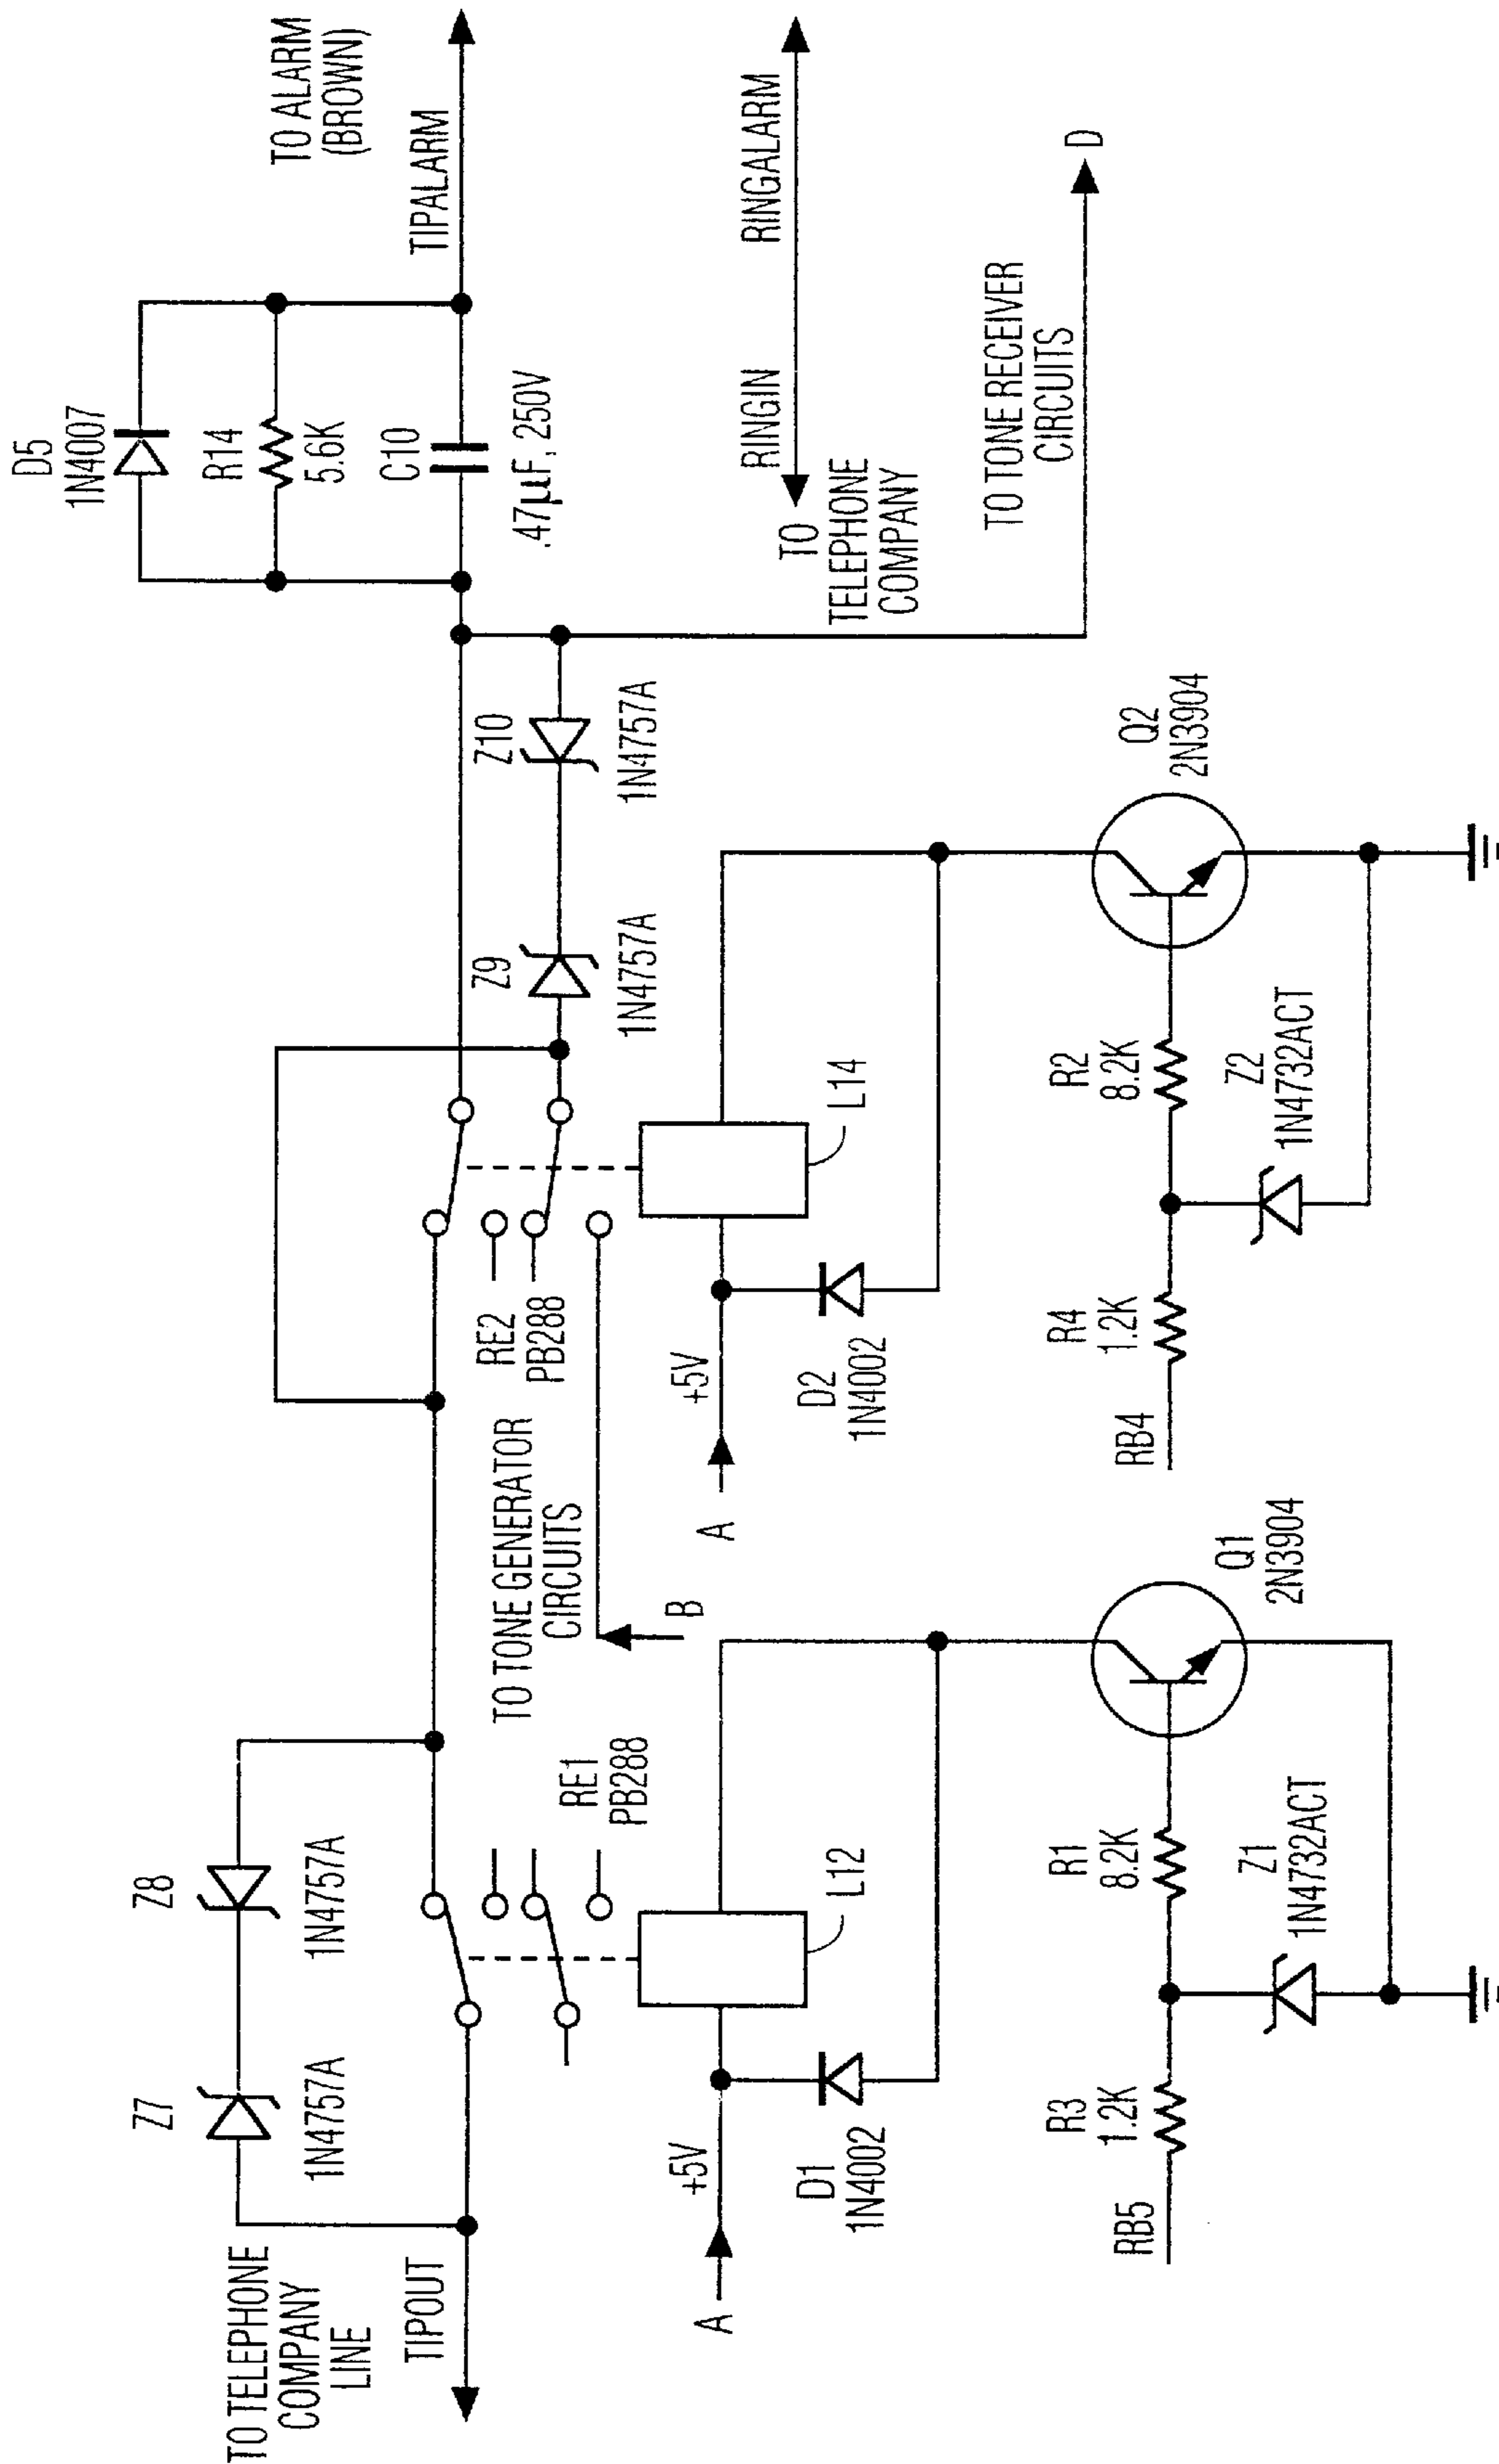 TO TELEPHONE
COMPANY
LINE
TIPOUT
Z7
1N4757A
Z8
1N4757A
RE1
PB288
TO TONE GENERATOR
CIRCUITS
B
RE2
PB288
Z9
1N4757A
Z10
1N4757A
D5
1N4007
R14
5.6K
C10
.47μF, 250V
TO ALARM
(BROWN)
TIPALARM
RINGIN
RINGALARM
TO
TELEPHONE
COMPANY
TO TONE RECEIVER
CIRCUITS
D
A
+5V
D1
1N4002
L12
A
+5V
D2
1N4002
L14
RB5
R3
1.2K
R1
8.2K
Z1
1N4732ACT
Q1
2N3904
RB4
R4
1.2K
R2
8.2K
Z2
1N4732ACT
Q2
2N3904